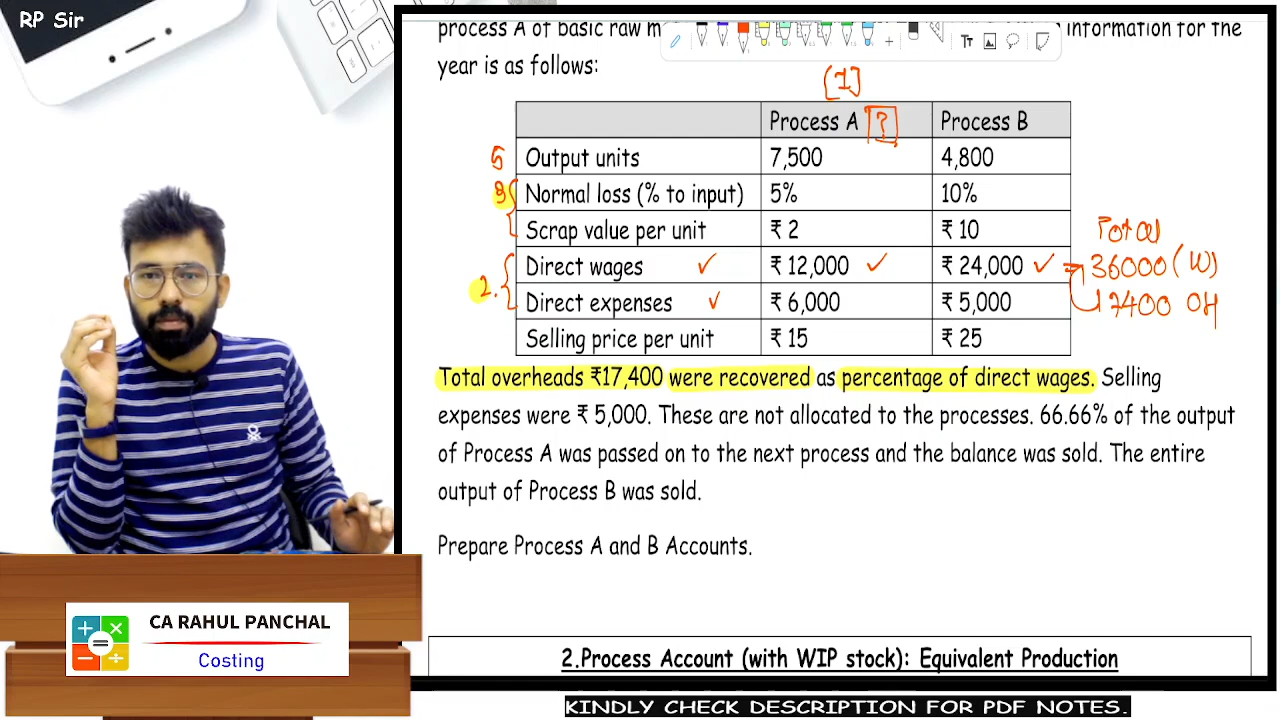 RP Sir
process A of basic raw m
information for the
year is as follows:
[I]
Process A ? Process B
5 Output units 7,500 4,800
3 Normal loss (% to input) 5% 10%
Scrap value per unit ₹ 2 ₹ 10
Total
Direct wages ✓ ₹ 12,000 ✓ ₹ 24,000 ✓ 36000 (W)
2. Direct expenses ✓ ₹ 6,000 ₹ 5,000 17400 OH
Selling price per unit ₹ 15 ₹ 25
Total overheads ₹17,400 were recovered as percentage of direct wages. Selling
expenses were ₹ 5,000. These are not allocated to the processes. 66.66% of the output
of Process A was passed on to the next process and the balance was sold. The entire
output of Process B was sold.
Prepare Process A and B Accounts.
CA RAHUL PANCHAL
Costing
2.Process Account (with WIP stock): Equivalent Production
KINDLY CHECK DESCRIPTION FOR PDF NOTES.